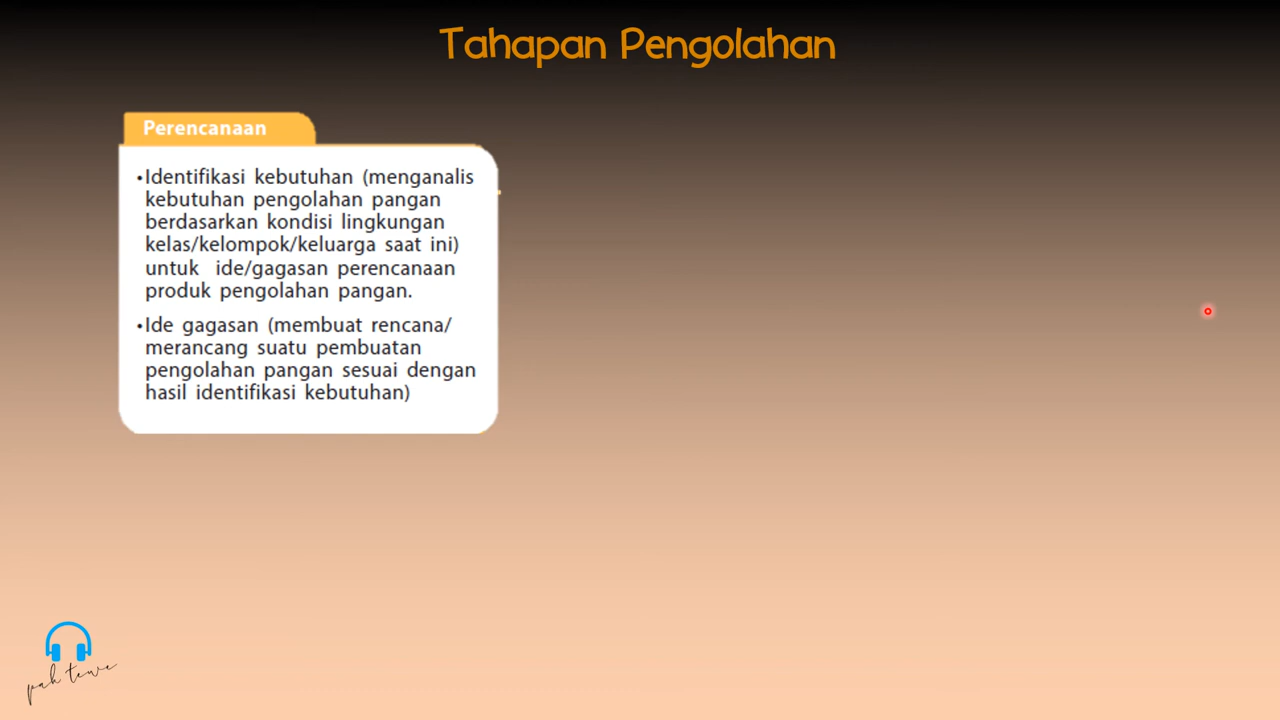 Tahapan Pengolahan
Perencanaan
•Identifikasi kebutuhan (menganalis
kebutuhan pengolahan pangan
berdasarkan kondisi lingkungan
kelas/kelompok/keluarga saat ini)
untuk ide/gagasan perencanaan
produk pengolahan pangan.
•Ide gagasan (membuat rencana/
merancang suatu pembuatan
pengolahan pangan sesuai dengan
hasil identifikasi kebutuhan)
pak tewe